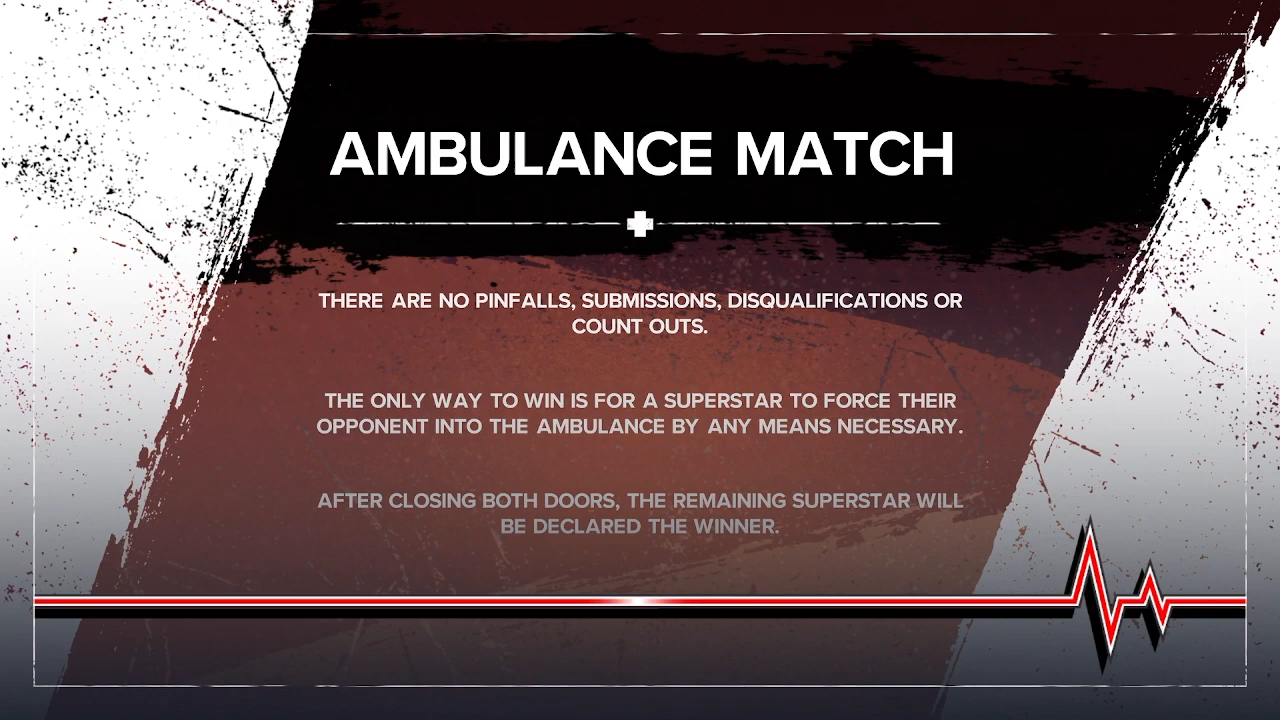 AMBULANCE MATCH
THERE ARE NO PINFALLS, SUBMISSIONS, DISQUALIFICATIONS OR
COUNT OUTS.
THE ONLY WAY TO WIN IS FOR A SUPERSTAR TO FORCE THEIR
OPPONENT INTO THE AMBULANCE BY ANY MEANS NECESSARY.
AFTER CLOSING BOTH DOORS, THE REMAINING SUPERSTAR WILL
BE DECLARED THE WINNER.